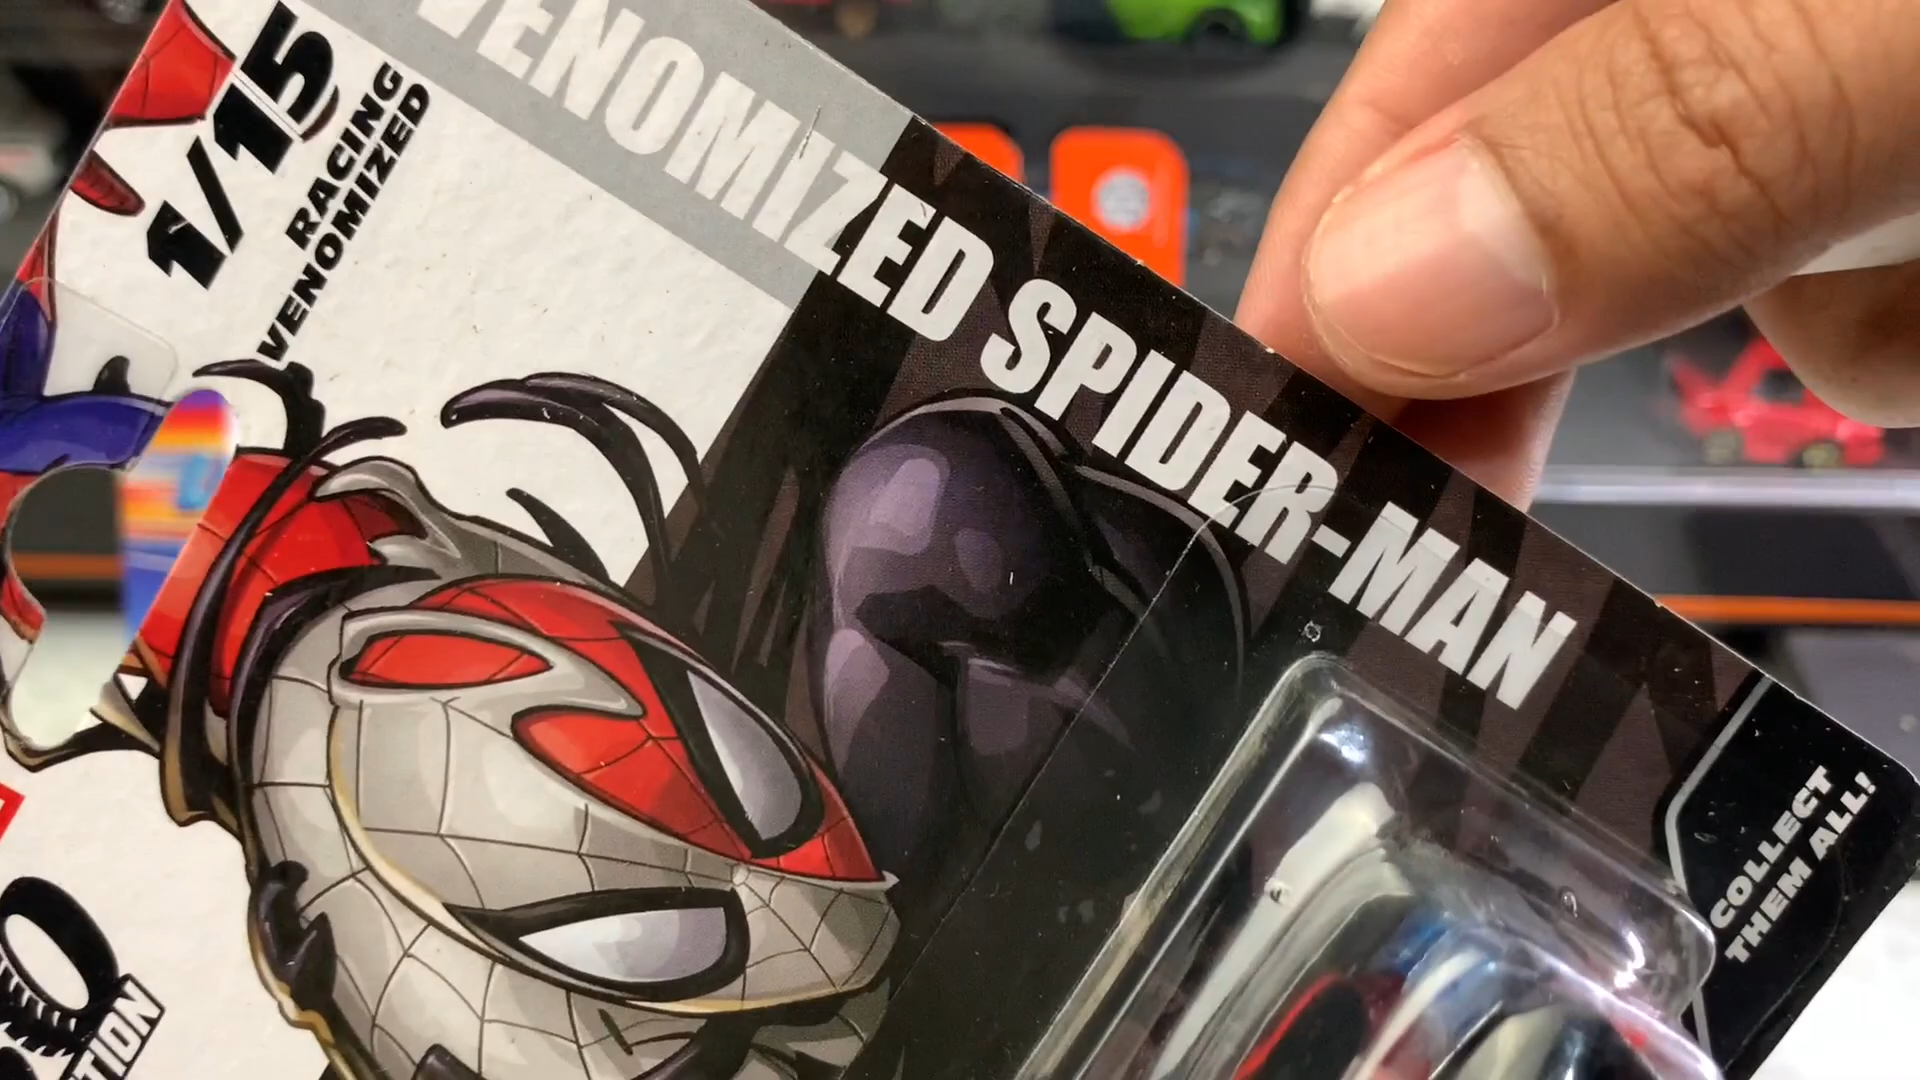 VENOMIZED SPIDER-MAN
1/15
RACING
VENOMIZED
COLLECT
THEM ALL!